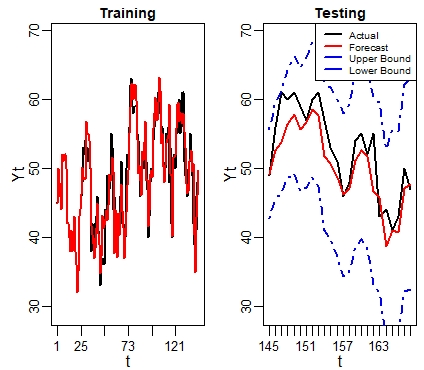 Training
Yt
70
60
50
40
30
1 25 73 121
t
Testing
Yt
70
60
50
40
30
Actual
Forecast
Upper Bound
Lower Bound
145 151 157 163
t